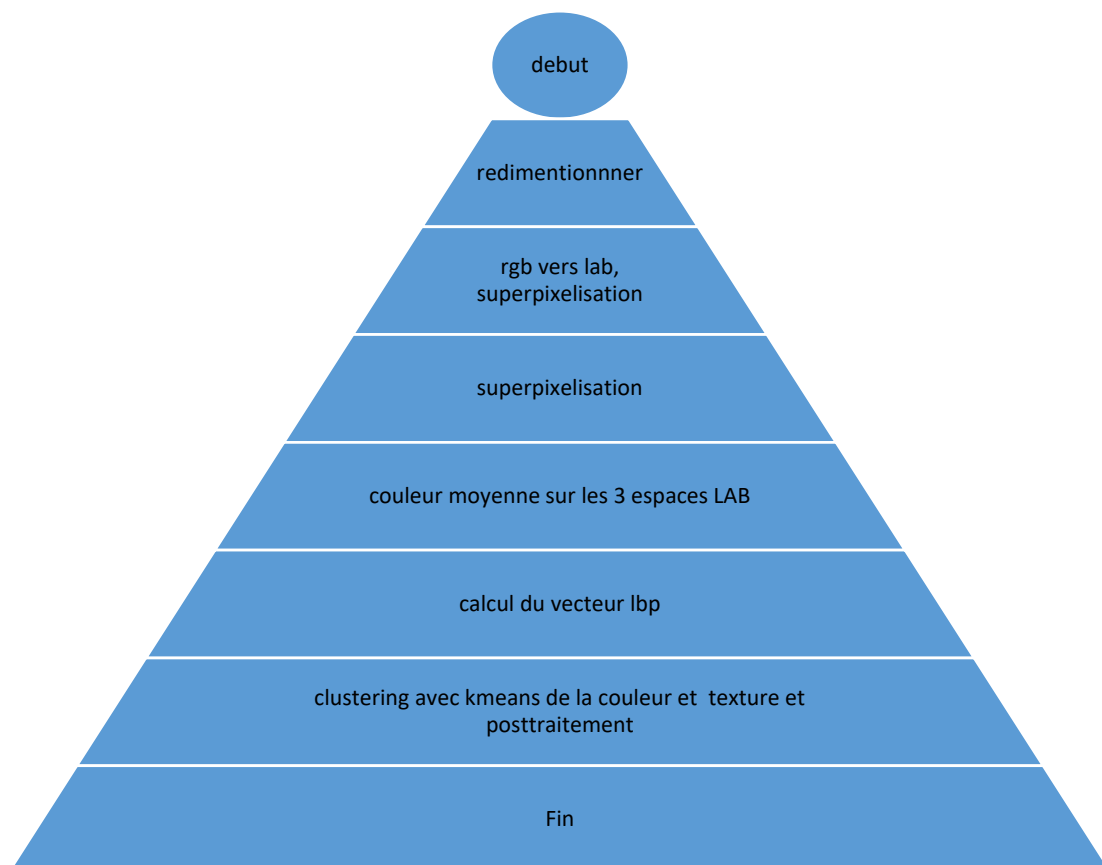 debut
redimentionnner
rgb vers lab,
superpixelisation
superpixelisation
couleur moyenne sur les 3 espaces LAB
calcul du vecteur lbp
clustering avec kmeans de la couleur et  texture et
posttraitement
Fin